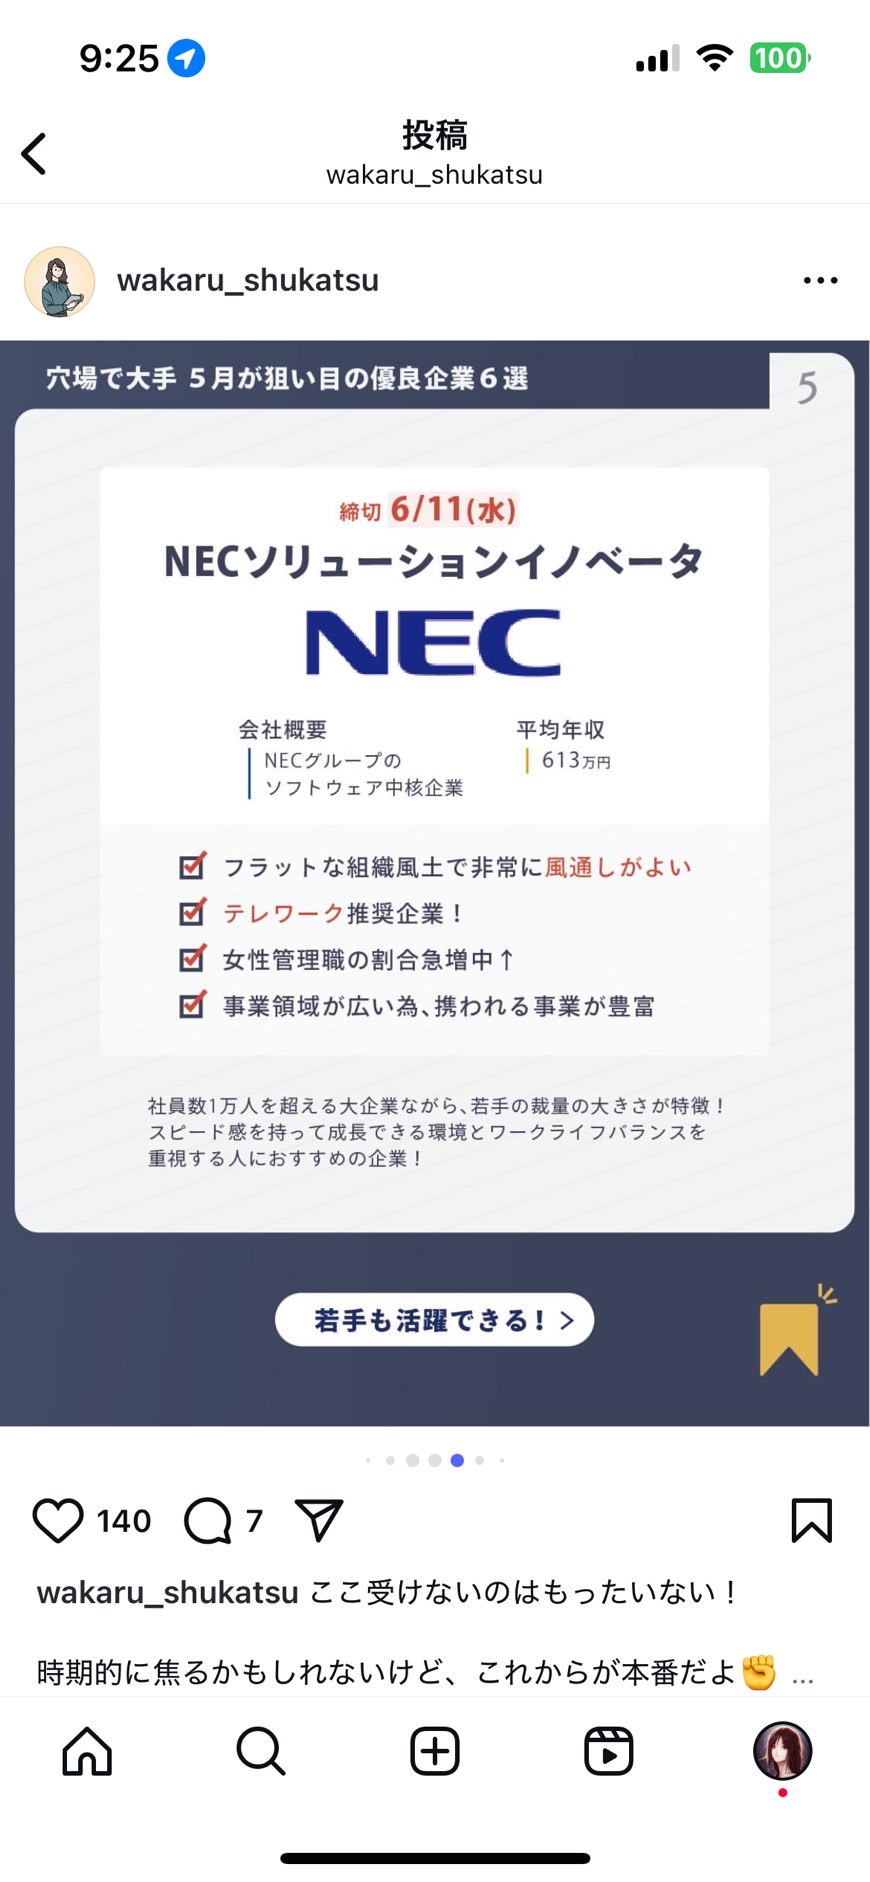 9:25
100
投稿
wakaru_shukatsu
wakaru_shukatsu
穴場で大手 5月が狙い目の優良企業6選
5
締切 6/11(水)
NECソリューションイノベータ
NEC
会社概要
NECグループの
ソフトウェア中核企業
平均年収
613万円
フラットな組織風土で非常に風通しがよい
テレワーク推奨企業！
女性管理職の割合急増中↑
事業領域が広い為、携われる事業が豊富
社員数1万人を超える大企業ながら、若手の裁量の大きさが特徴！
スピード感を持って成長できる環境とワークライフバランスを
重視する人におすすめの企業！
若手も活躍できる！ >
140 7
wakaru_shukatsu ここ受けないのはもったいない！
時期的に焦るかもしれないけど、これからが本番だよ✊ ...